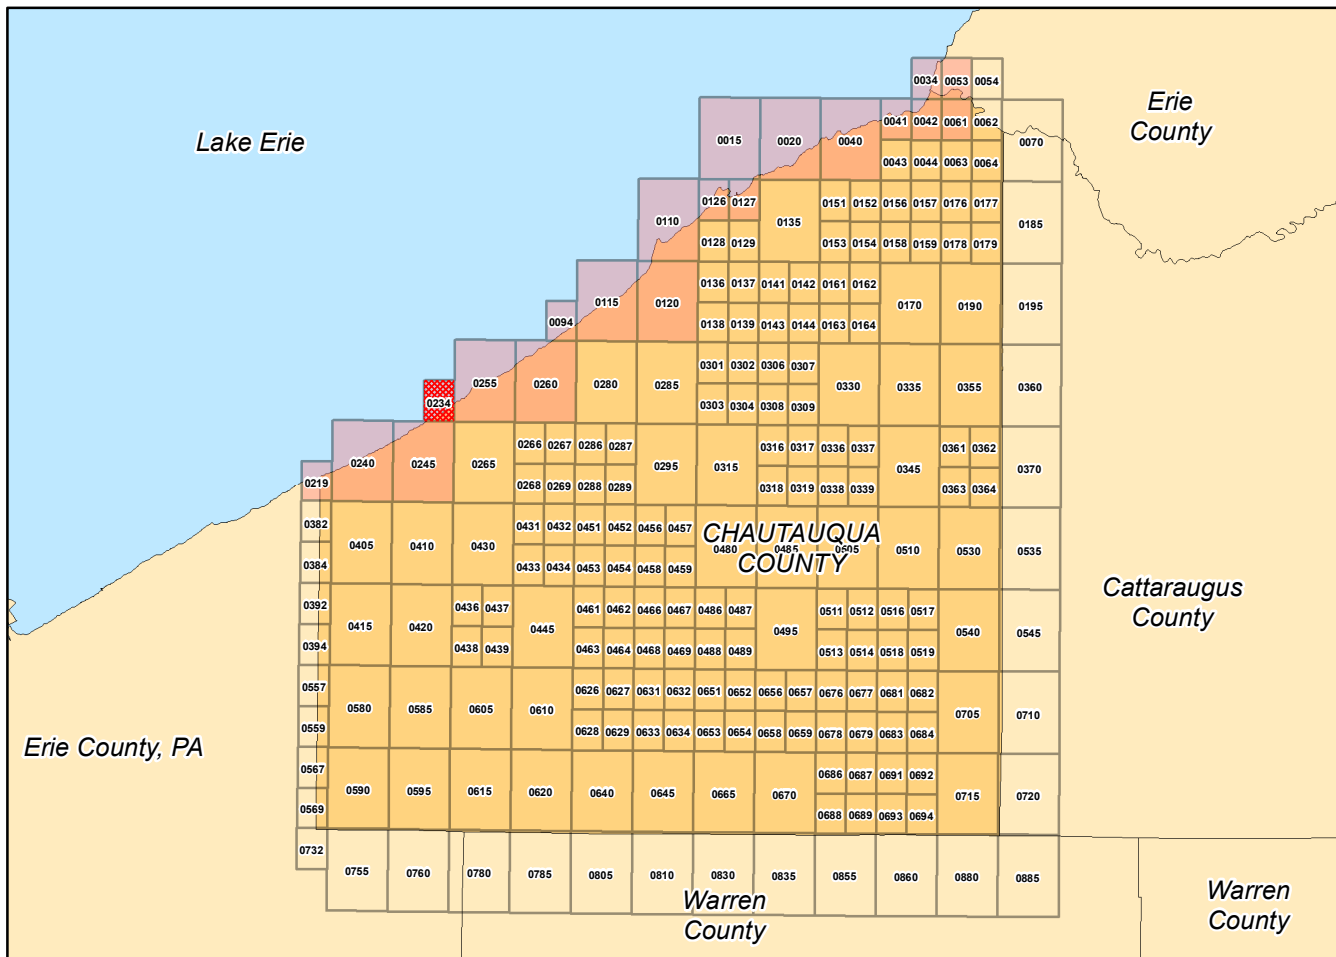 0034 0053 0054
Erie
County
Lake Erie
0015 0020 0040 0041 0042 0061 0062 0070
0043 0044 0063 0064
0110 0126 0127 0135 0151 0152 0156 0157 0176 0177 0185
0128 0129 0153 0154 0158 0159 0178 0179
0115 0120 0136 0137 0141 0142 0161 0162 0170 0190 0195
0094 0138 0139 0143 0144 0163 0164
0255 0260 0280 0285 0301 0302 0306 0307 0330 0335 0355 0360
0234 0303 0304 0308 0309
0240 0245 0265 0266 0267 0286 0287 0295 0315 0316 0317 0336 0337 0345 0361 0362 0370
0219 0268 0269 0288 0289 0318 0319 0338 0339 0363 0364
0382 0405 0410 0430 0431 0432 0451 0452 0456 0457 0480 0485 0505 0510 0530 0535
CHAUTAUQUA
COUNTY
0384 0433 0434 0453 0454 0458 0459
Cattaraugus
County
0392 0415 0420 0436 0437 0445 0461 0462 0466 0467 0486 0487 0495 0511 0512 0516 0517 0540 0545
0394 0438 0439 0463 0464 0468 0469 0488 0489 0513 0514 0518 0519
0557 0580 0585 0605 0610 0626 0627 0631 0632 0651 0652 0656 0657 0676 0677 0681 0682 0705 0710
0559 0628 0629 0633 0634 0653 0654 0658 0659 0678 0679 0683 0684
Erie County, PA
0567 0590 0595 0615 0620 0640 0645 0665 0670 0686 0687 0691 0692 0715 0720
0569 0688 0689 0693 0694
0732 0755 0760 0780 0785 0805 0810 0830 0835 0855 0860 0880 0885
Warren
County
Warren
County